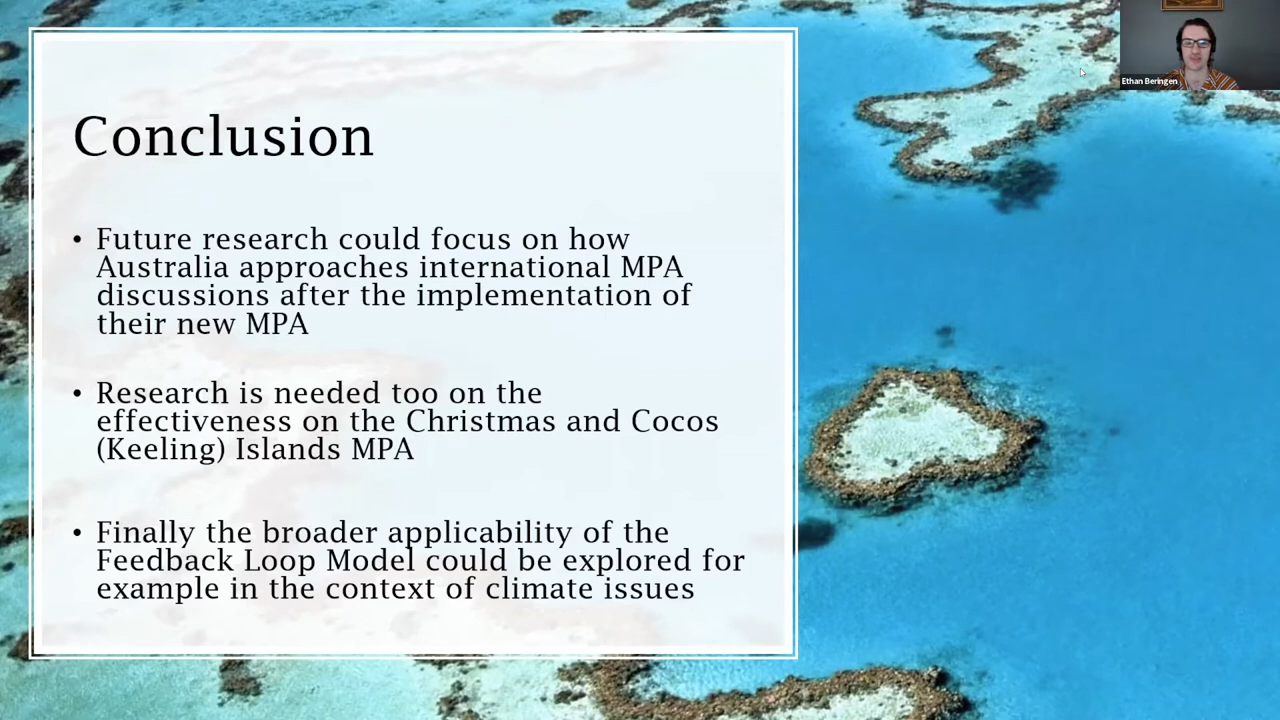 Conclusion
• Future research could focus on how
Australia approaches international MPA
discussions after the implementation of
their new MPA
• Research is needed too on the
effectiveness on the Christmas and Cocos
(Keeling) Islands MPA
• Finally the broader applicability of the
Feedback Loop Model could be explored for
example in the context of climate issues
Ethan Beringen